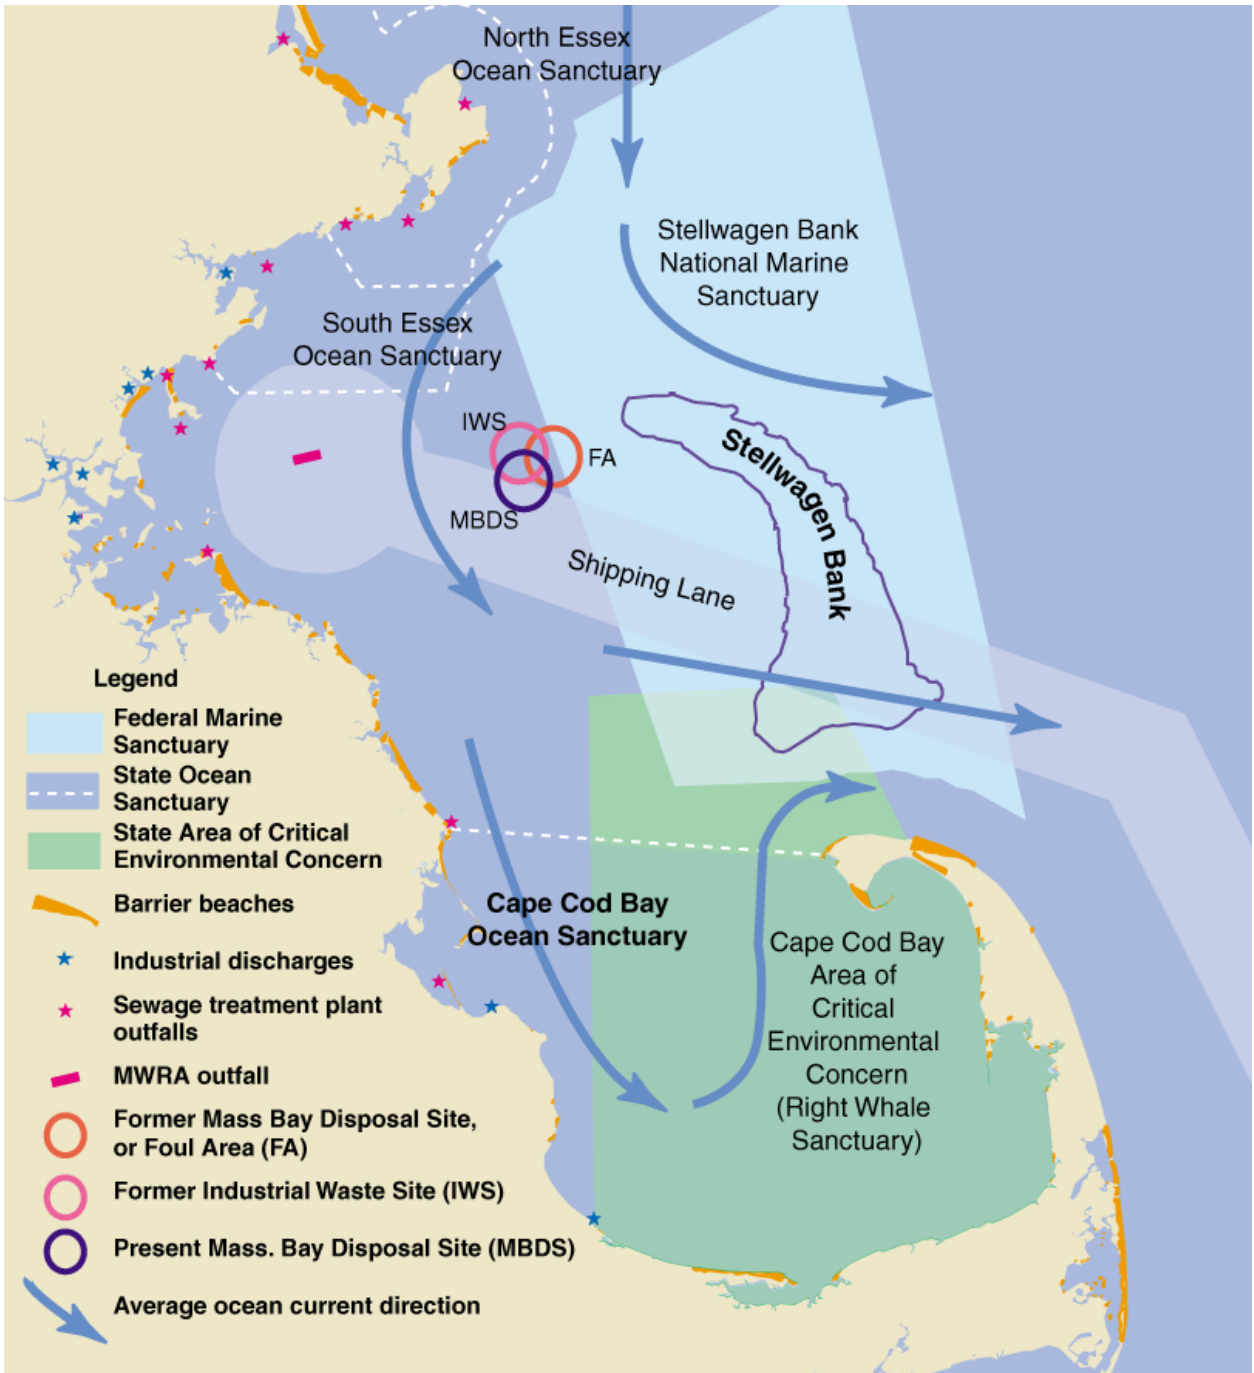 North Essex
Ocean Sanctuary
Stellwagen Bank
National Marine
Sanctuary
South Essex
Ocean Sanctuary
IWS
FA
MBDS
Stellwagen Bank
Shipping Lane
Legend
Federal Marine
Sanctuary
State Ocean
Sanctuary
State Area of Critical
Environmental Concern
Barrier beaches
Industrial discharges
Sewage treatment plant
outfalls
MWRA outfall
Former Mass Bay Disposal Site,
or Foul Area (FA)
Former Industrial Waste Site (IWS)
Present Mass. Bay Disposal Site (MBDS)
Average ocean current direction
Cape Cod Bay
Ocean Sanctuary
Cape Cod Bay
Area of
Critical
Environmental
Concern
(Right Whale
Sanctuary)